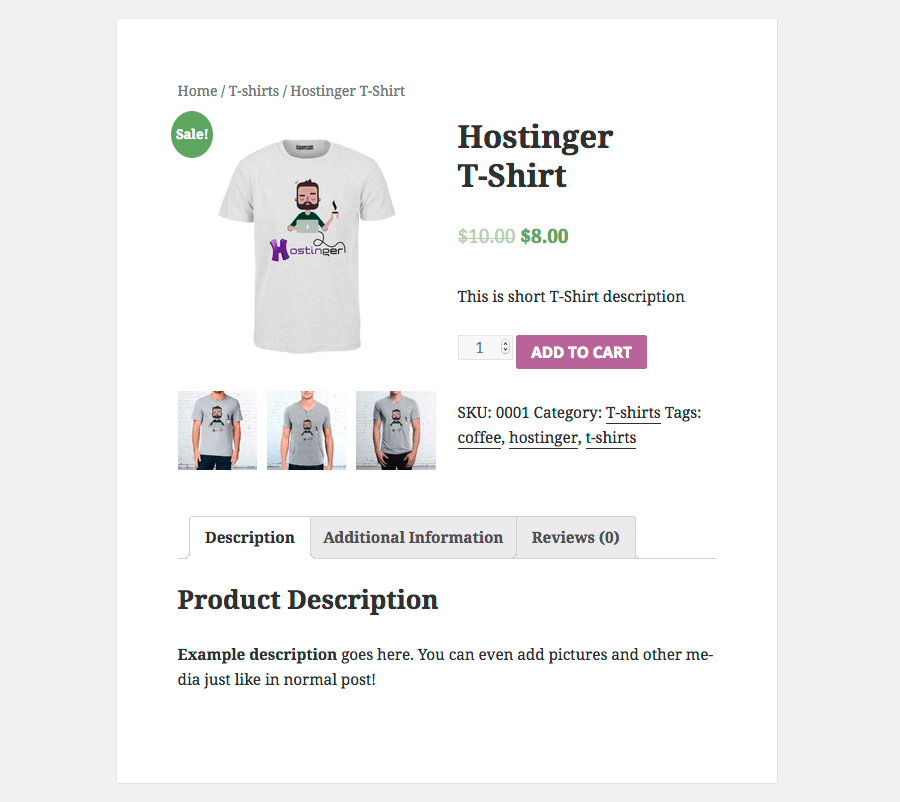 Home / T-shirts / Hostinger T-Shirt
Sale!
Hostinger
Hostinger
T-Shirt
$10.00 $8.00
This is short T-Shirt description
1 ADD TO CART
SKU: 0001 Category: T-shirts Tags:
coffee, hostinger, t-shirts
Description Additional Information Reviews (0)
Product Description
Example description goes here. You can even add pictures and other me-
dia just like in normal post!